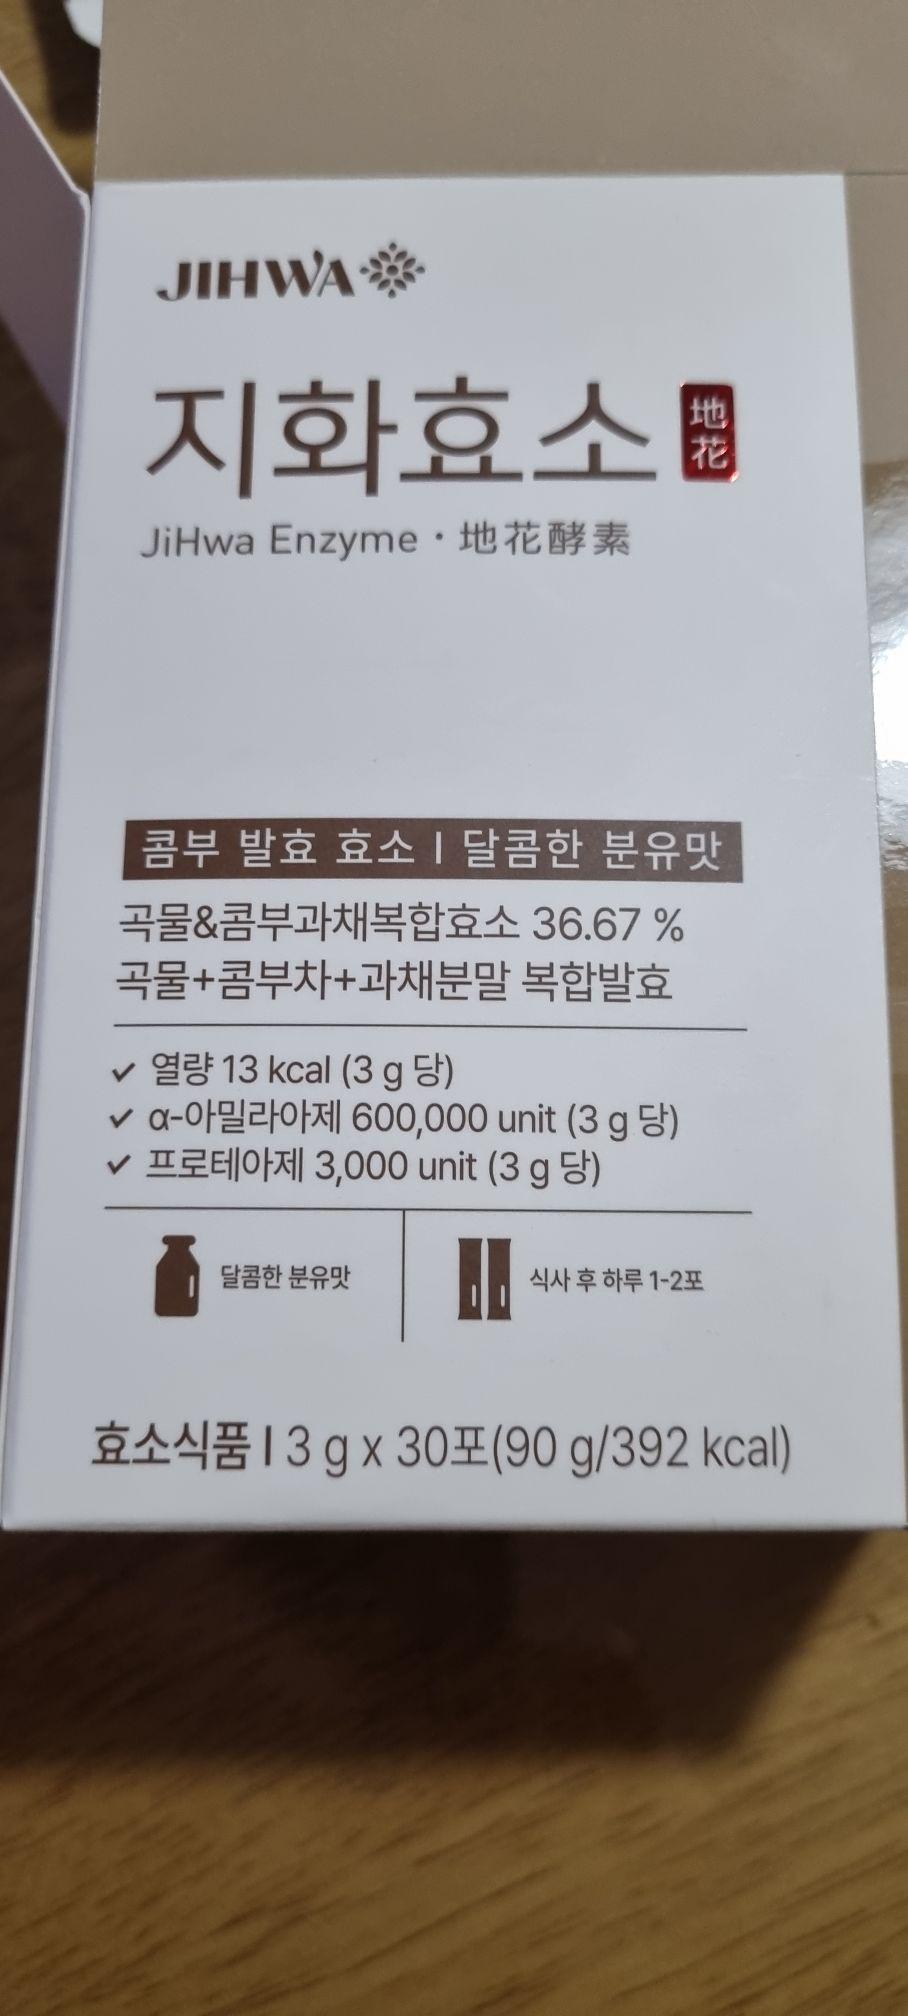 JIHWA
지화효소 地花
JiHwa Enzyme · 地花酵素
콤부 발효 효소 I 달콤한 분유맛
곡물&콤부과채복합효소 36.67 %
곡물+콤부차+과채분말 복합발효
✓ 열량 13 kcal (3 g 당)
✓ α-아밀라아제 600,000 unit (3 g 당)
✓ 프로테아제 3,000 unit (3 g 당)
달콤한 분유맛
식사 후 하루 1-2포
효소식품 I 3 g x 30포(90 g/392 kcal)